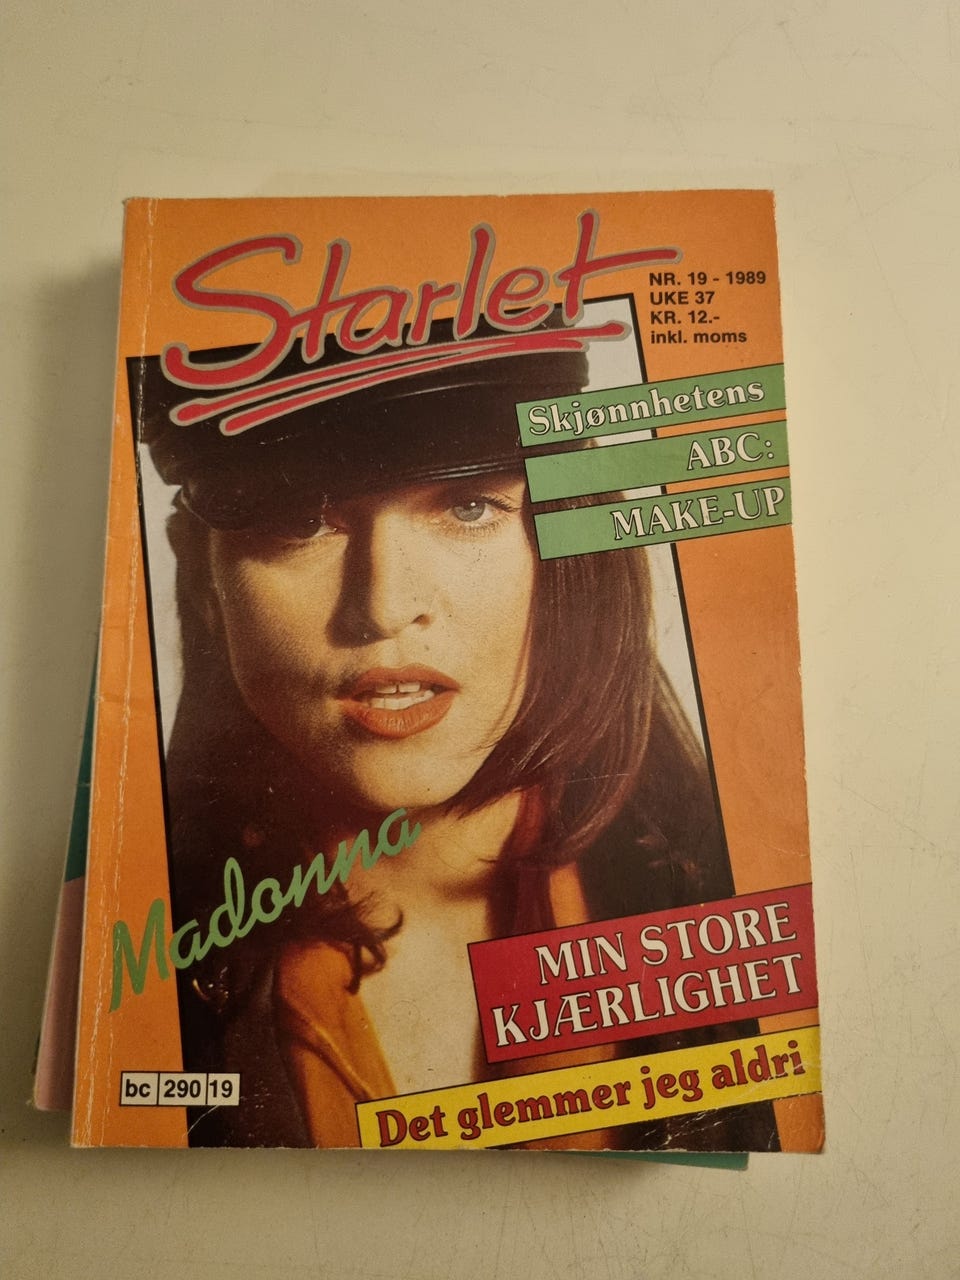 Starlet
NR. 19 - 1989
UKE 37
KR. 12.-
inkl. moms
Skjønnhetens
ABC:
MAKE-UP
Madonna
MIN STORE
KJÆRLIGHET
Det glemmer jeg aldri
bc 290 19